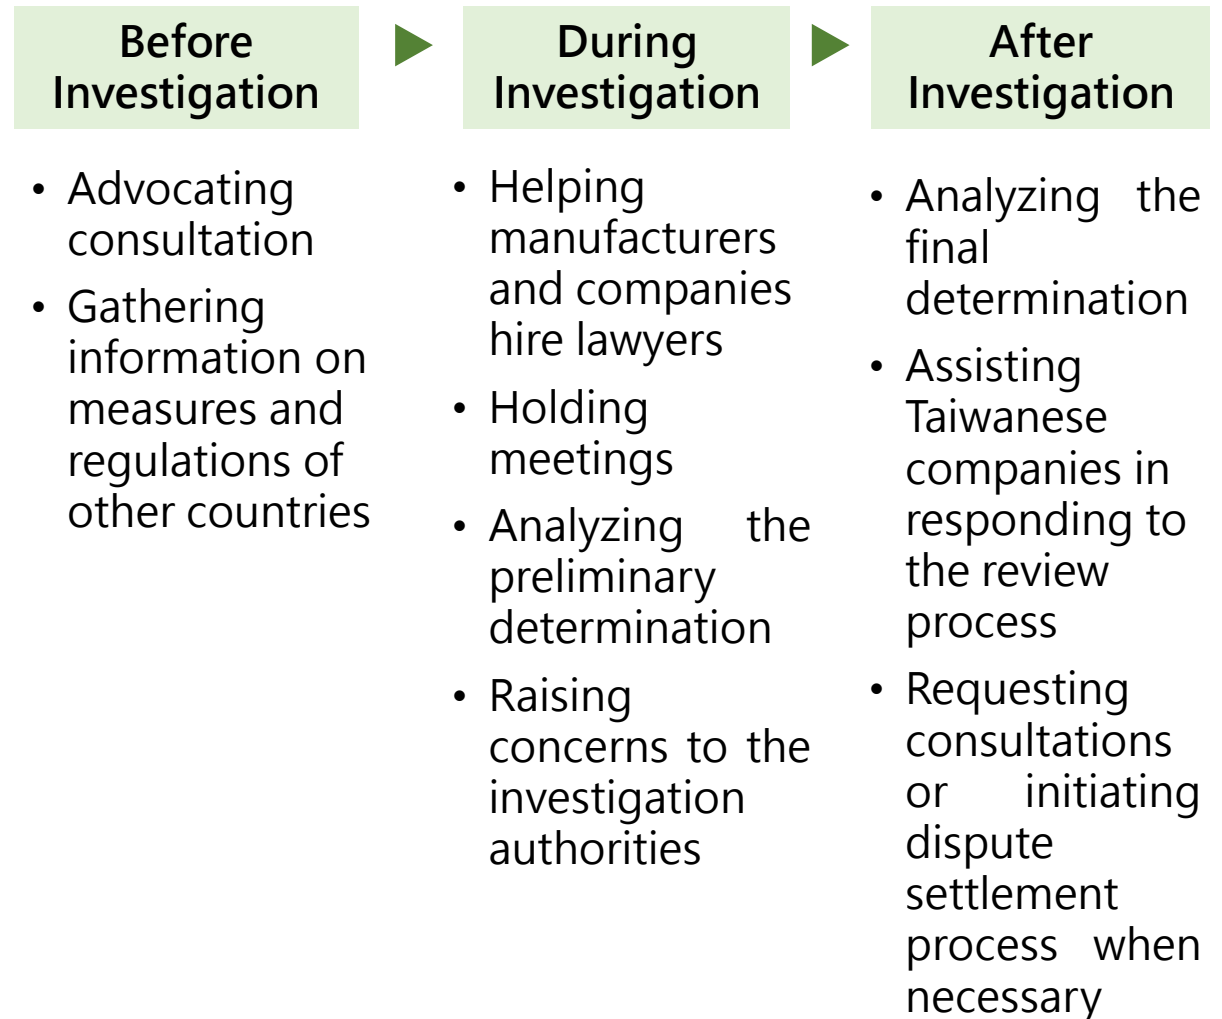 Before
Investigation
• Advocating
consultation
• Gathering
information on
measures and
regulations of
other countries
During
Investigation
• Helping
manufacturers
and companies
hire lawyers
• Holding
meetings
• Analyzing the
preliminary
determination
• Raising
concerns to the
investigation
authorities
After
Investigation
• Analyzing the
final
determination
• Assisting
Taiwanese
companies in
responding to
the review
process
• Requesting
consultations
or initiating
dispute
settlement
process when
necessary